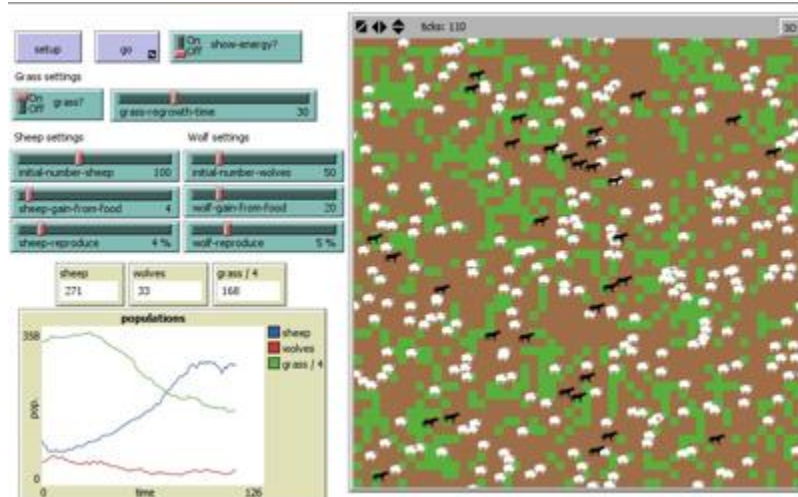 setup
go
On
Off
show-energy?
ticks: 110
3D
Grass settings
On
Off
grass?
grass-regrowth-time 30
Sheep settings
Wolf settings
initial-number-sheep 100
initial-number-wolves 50
sheep-gain-from-food 4
wolf-gain-from-food 20
sheep-reproduce 4 %
wolf-reproduce 5 %
sheep
271
wolves
33
grass / 4
168
populations
358
pop.
0
0
time
126
sheep
wolves
grass / 4